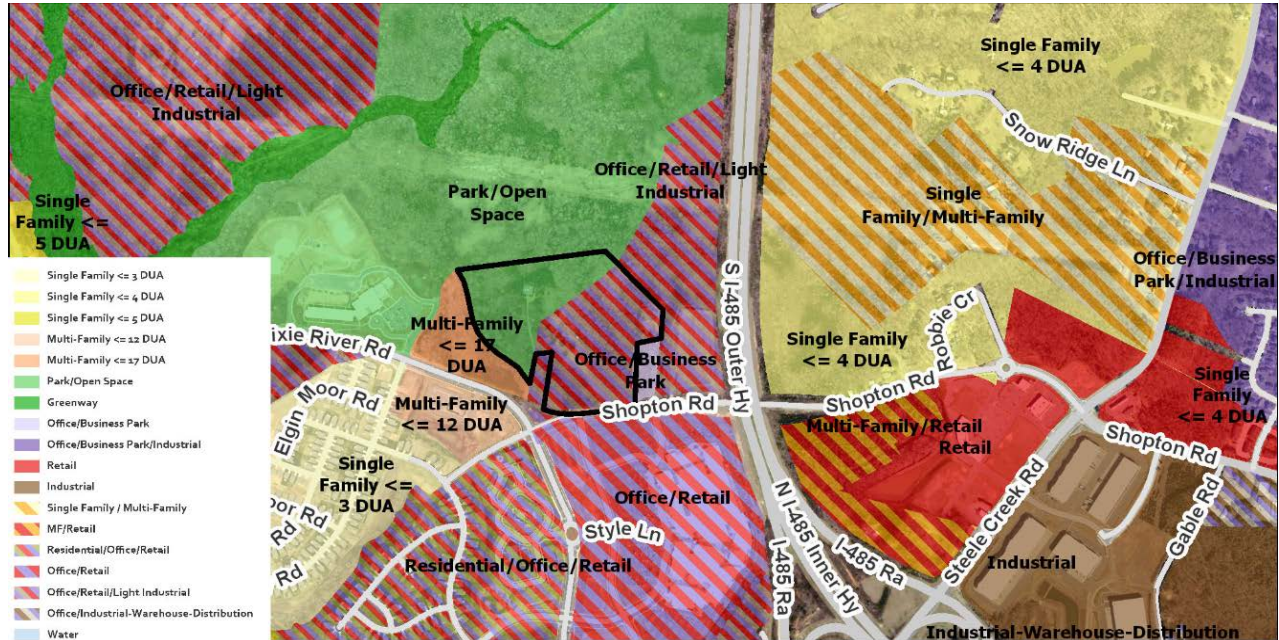 Single Family
<= 4 DUA
Office/Retail/Light
Industrial
Snow Ridge Ln
Office/Retail/Light
Industrial
Park/Open
Space
Single
Family/Multi-Family
Single
Family <=
5 DUA
Office/Business
Park/Industrial
S I-485 Outer Hy
Single Family <= 3 DUA
Single Family <= 4 DUA
Single Family <= 5 DUA
Multi-Family <= 12 DUA
Multi-Family <= 17 DUA
Park/Open Space
Greenway
Office/Business Park
Office/Business Park/Industrial
Retail
Industrial
Single Family / Multi-Family
MF/Retail
Residential/Office/Retail
Office/Retail
Office/Retail/Light Industrial
Office/Industrial-Warehouse-Distribution
Water
ixie River Rd
Multi-Family
<= 17
DUA
Office/Business
Park
Single Family
<= 4 DUA
Robbie Cr
Elgin Moor Rd
Multi-Family
<= 12 DUA
Shopton Rd
Shopton Rd
Single
Family
<= 4 DUA
Multi-Family/Retail
Retail
Shopton Rd
Single
Family <=
3 DUA
oor Rd
Rd
Rd
Office/Retail
Style Ln
Residential/Office/Retail
N I-485 Inner Hy
I-485 Ra
I-485 Ra
Steele Creek Rd
Gable Rd
Industrial
Industrial-Warehouse-Distribution